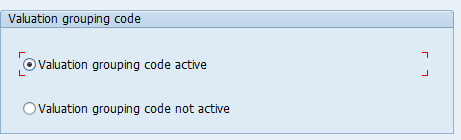 Valuation grouping code
Valuation grouping code active
Valuation grouping code not active